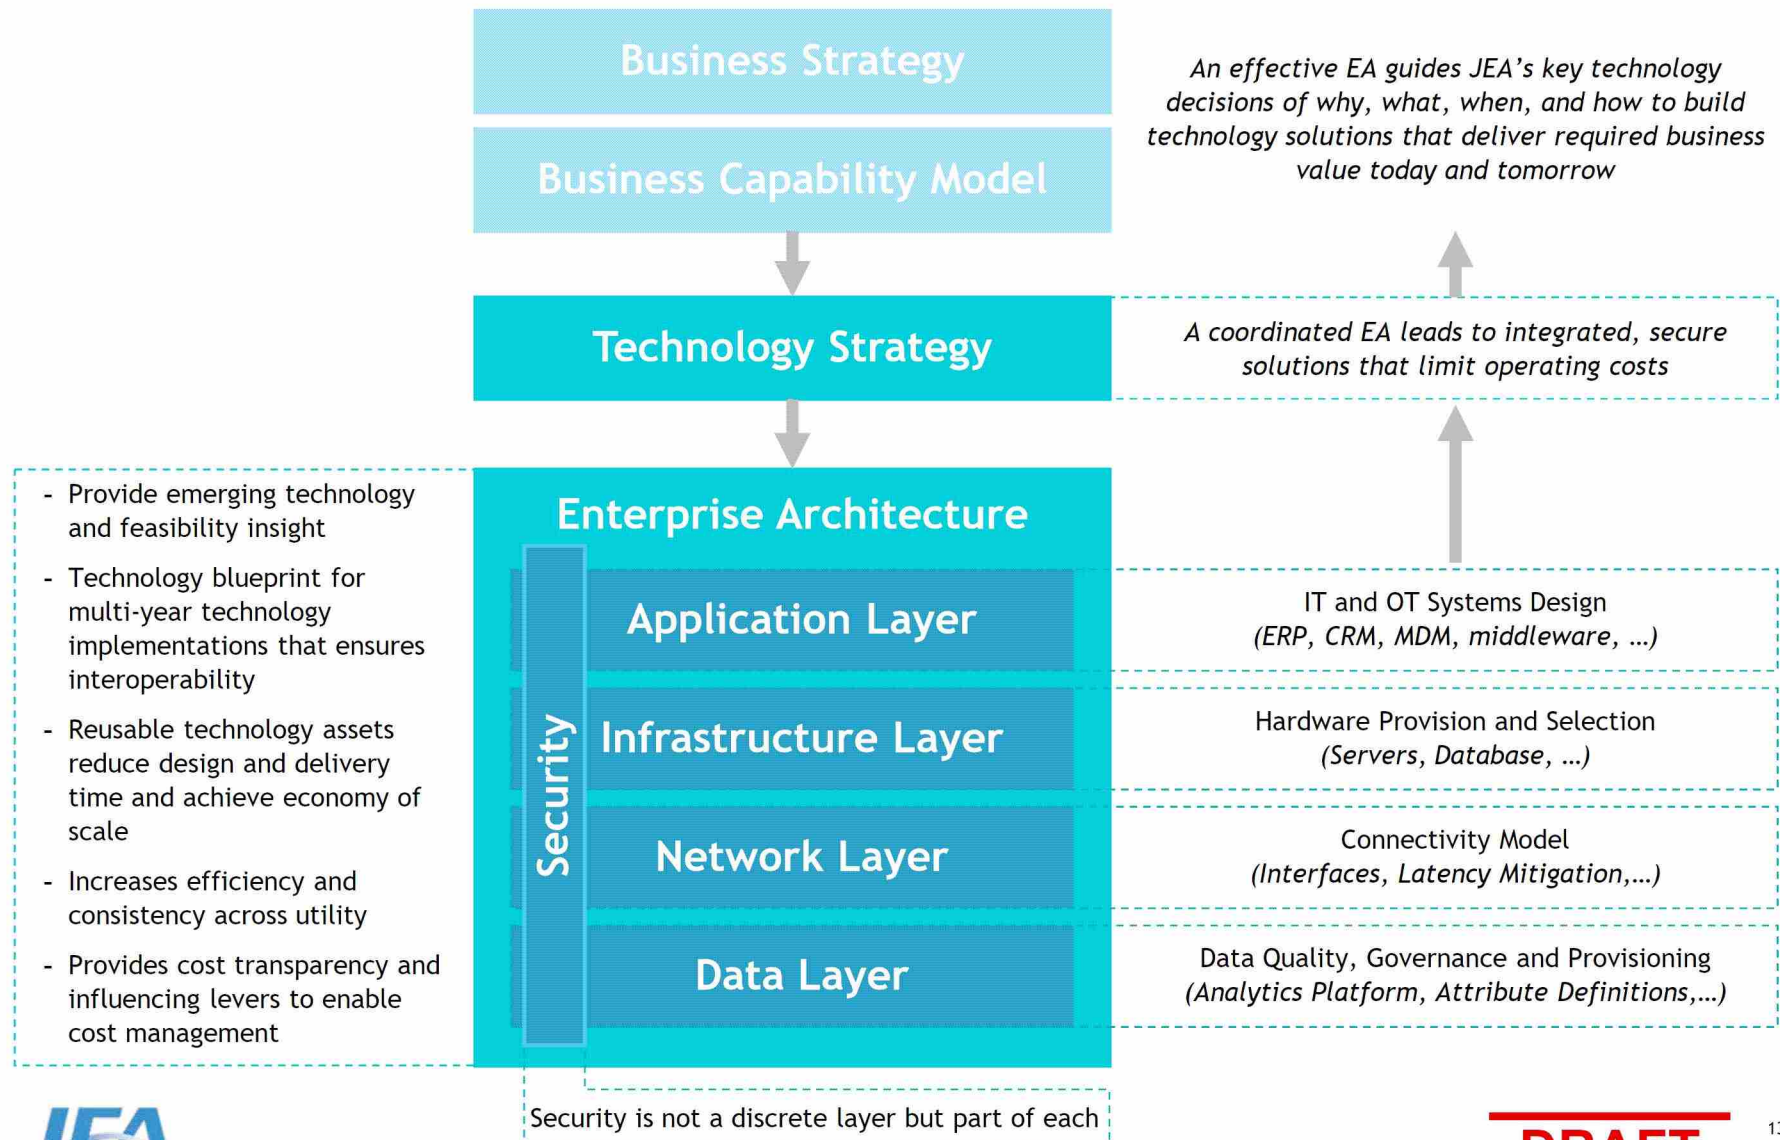 Business Strategy
Business Capability Model
An effective EA guides JEA's key technology
decisions of why, what, when, and how to build
technology solutions that deliver required business
value today and tomorrow
Technology Strategy
A coordinated EA leads to integrated, secure
solutions that limit operating costs
- Provide emerging technology
and feasibility insight
- Technology blueprint for
multi-year technology
implementations that ensures
interoperability
- Reusable technology assets
reduce design and delivery
time and achieve economy of
scale
- Increases efficiency and
consistency across utility
- Provides cost transparency and
influencing levers to enable
cost management
Enterprise Architecture
Security
Application Layer
Infrastructure Layer
Network Layer
Data Layer
IT and OT Systems Design
(ERP, CRM, MDM, middleware, …)
Hardware Provision and Selection
(Servers, Database, …)
Connectivity Model
(Interfaces, Latency Mitigation,…)
Data Quality, Governance and Provisioning
(Analytics Platform, Attribute Definitions,…)
Security is not a discrete layer but part of each
JEA
DRAFT
13